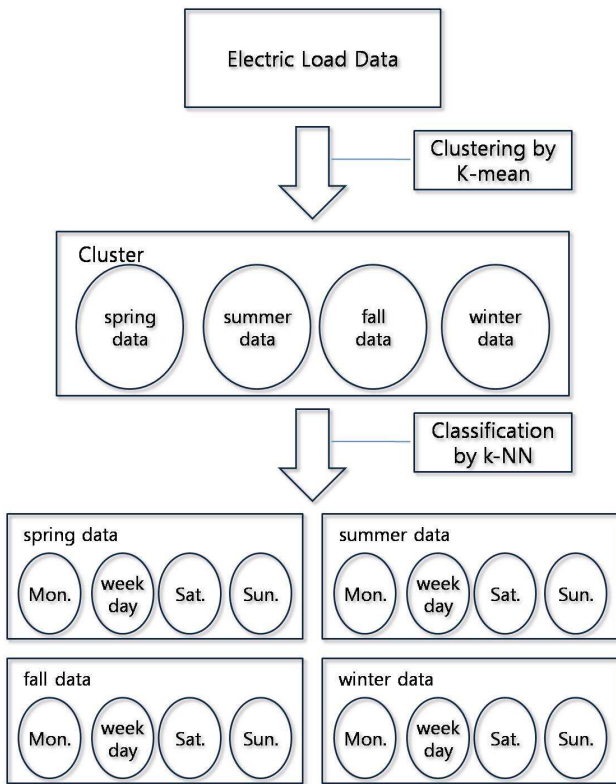 Electric Load Data
Clustering by
K-mean
Cluster
spring
data
summer
data
fall
data
winter
data
Classification
by k-NN
spring data
Mon.
week
day
Sat.
Sun.
summer data
Mon.
week
day
Sat.
Sun.
fall data
Mon.
week
day
Sat.
Sun.
winter data
Mon.
week
day
Sat.
Sun.